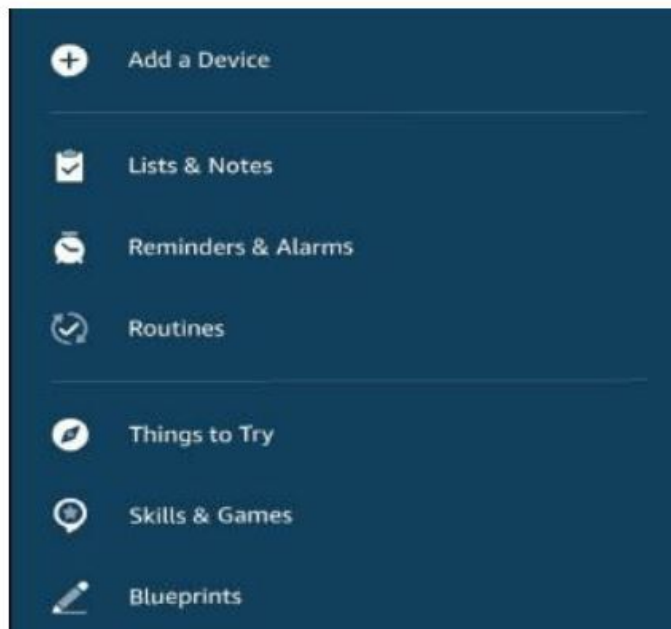 Add a Device
Lists & Notes
Reminders & Alarms
Routines
Things to Try
Skills & Games
Blueprints